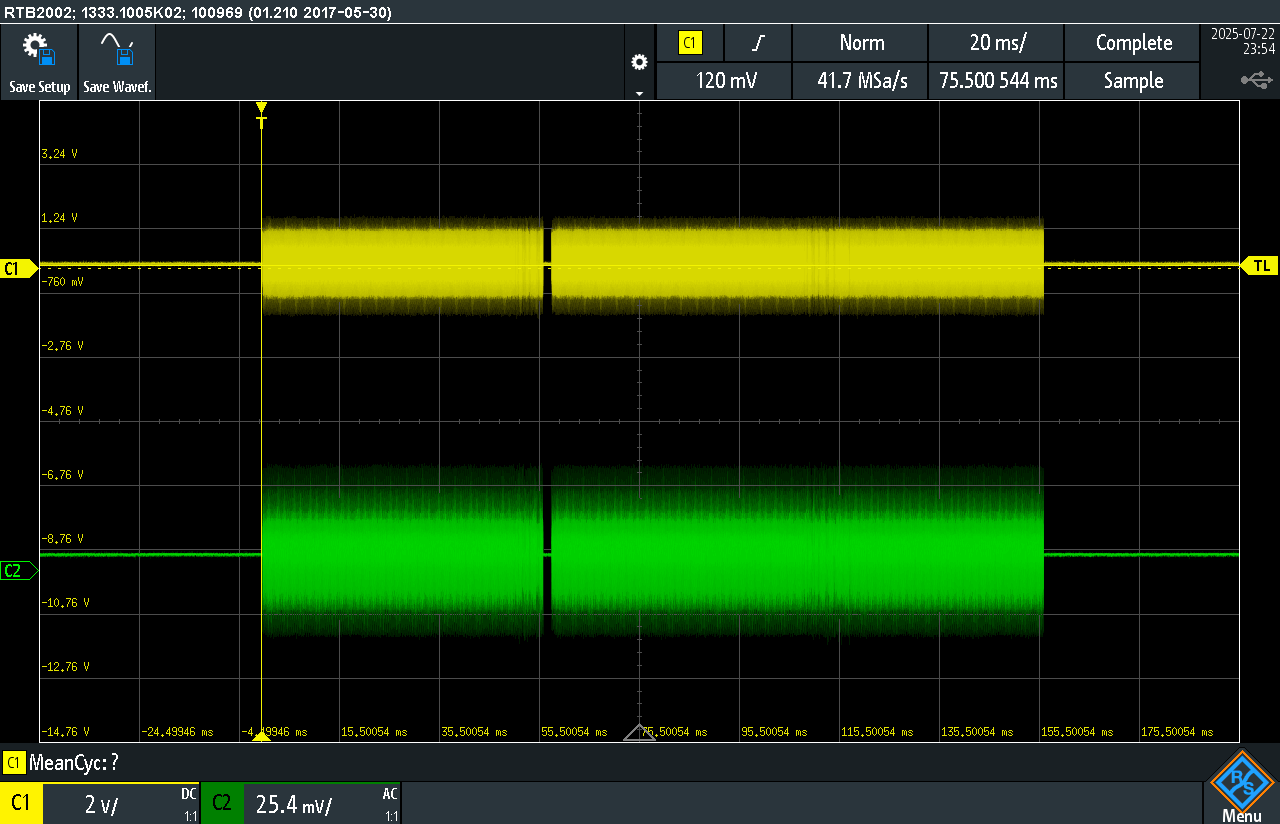 RTB2002; 1333.1005K02; 100969 (01.210 2017-05-30)
Save Setup
Save Wavef.
C1
Norm
20 ms/
Complete
2025-07-22
23:54
120 mV
41.7 MSa/s
75.500 544 ms
Sample
T
3.24 V
1.24 V
C1
TL
-760 mV
-2.76 V
-4.76 V
-6.76 V
-8.76 V
C2
-10.76 V
-12.76 V
-14.76 V
-24.49946 ms
-4.49946 ms
15.50054 ms
35.50054 ms
55.50054 ms
75.50054 ms
95.50054 ms
115.50054 ms
135.50054 ms
155.50054 ms
175.50054 ms
C1 MeanCyc: ?
C1
2 V/
DC
1:1
C2
25.4 mV/
AC
1:1
R S
Menu